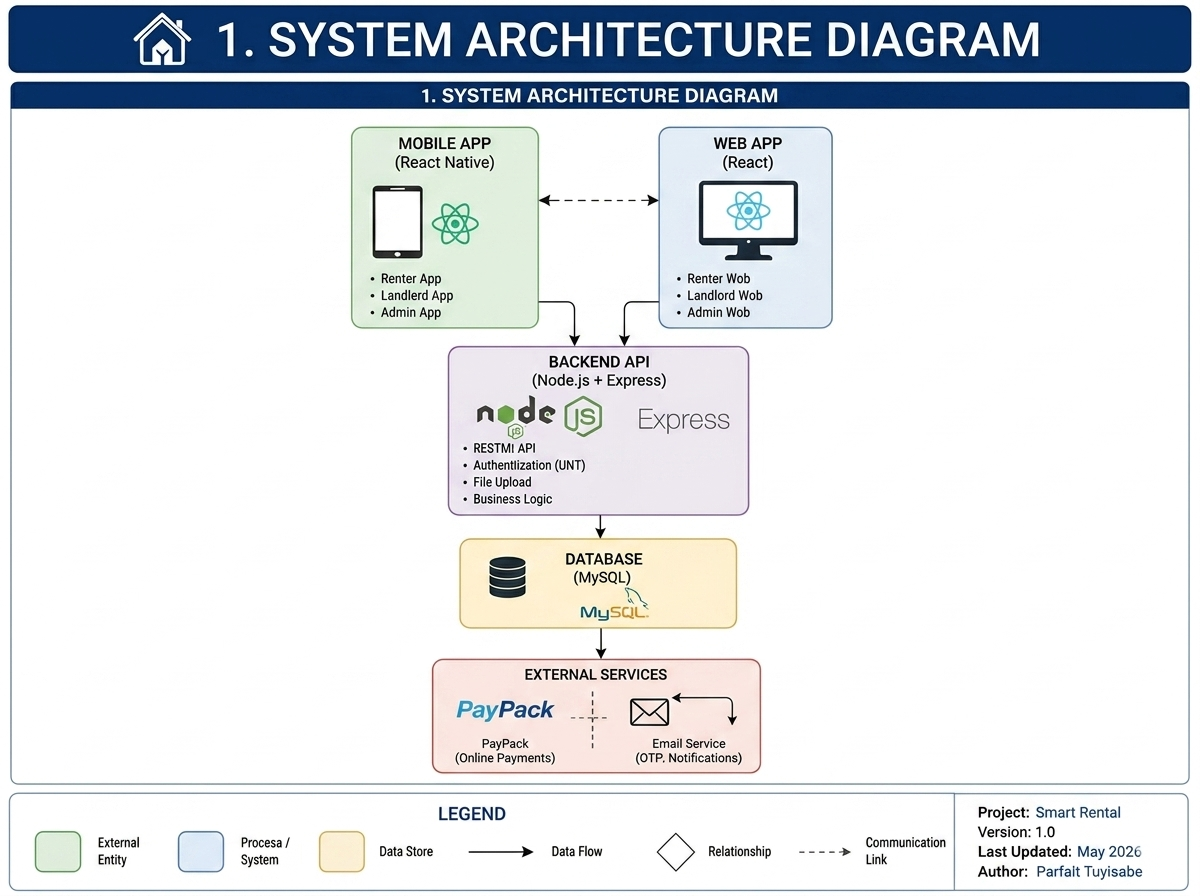 1. SYSTEM ARCHITECTURE DIAGRAM
1. SYSTEM ARCHITECTURE DIAGRAM
MOBILE APP
(React Native)
• Renter App
• Landlerd App
• Admin App
WEB APP
(React)
• Renter Wob
• Landlord Wob
• Admin Wob
BACKEND API
(Node.js + Express)
node
JS
JS
Express
• RESTMI API
• Authentlization (UNT)
• File Upload
• Business Logic
DATABASE
(MySQL)
MySQL
EXTERNAL SERVICES
PayPack
PayPack
(Online Payments)
Email Service
(OTP. Notifications)
LEGEND
External
Entity
Procesa /
System
Data Store
Data Flow
Relationship
Communication
Link
Project: Smart Rental
Version: 1.0
Last Updated: May 2026
Author: Parfalt Tuyisabe